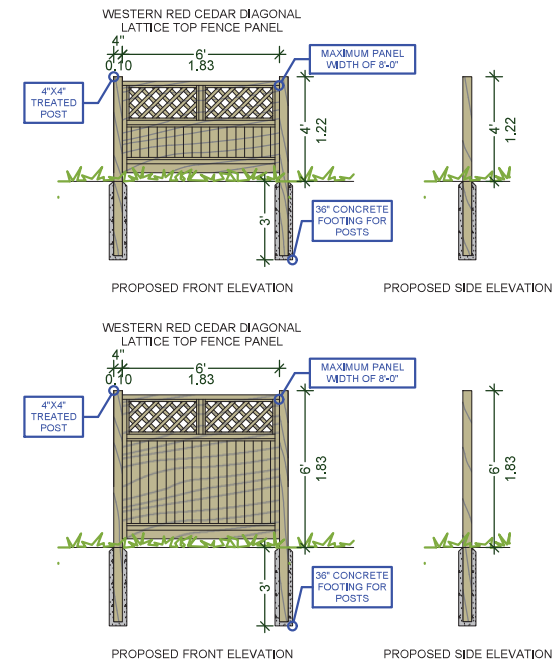 WESTERN RED CEDAR DIAGONAL
LATTICE TOP FENCE PANEL
4"
6'
0.10
1.83
4"X4"
TREATED
POST
MAXIMUM PANEL
WIDTH OF 8'-0"
4'
1.22
4'
1.22
3'
36" CONCRETE
FOOTING FOR
POSTS
PROPOSED FRONT ELEVATION
PROPOSED SIDE ELEVATION
WESTERN RED CEDAR DIAGONAL
LATTICE TOP FENCE PANEL
4"
6'
0.10
1.83
4"X4"
TREATED
POST
MAXIMUM PANEL
WIDTH OF 8'-0"
6'
1.83
6'
1.83
3'
36" CONCRETE
FOOTING FOR
POSTS
PROPOSED FRONT ELEVATION
PROPOSED SIDE ELEVATION